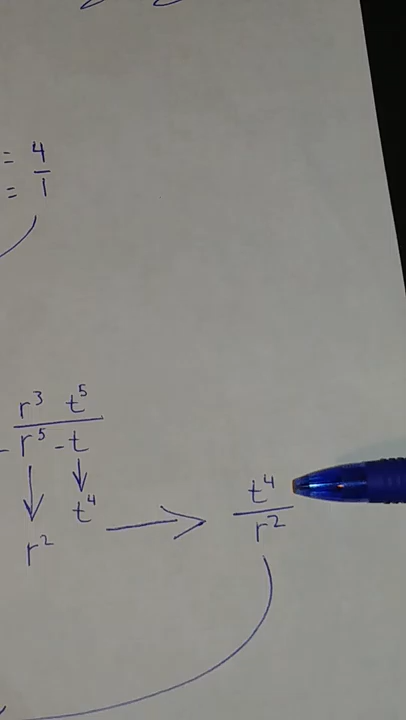 = 4
= 1
r³ t⁵
- r⁵ - t
t⁴
r²
t⁴
r²